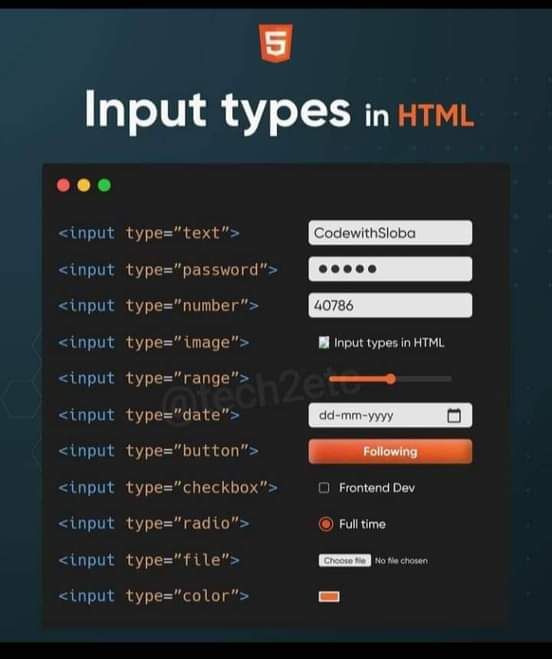 5
Input types in HTML
<input type=”text”> CodewithSloba
<input type=”password”> ●●●●●
<input type=”number”> 40786
<input type=”image”> Input types in HTML
<input type=”range”>
@tech2etc
<input type=”date”> dd-mm-yyyy
<input type=”button”> Following
<input type=”checkbox”> Frontend Dev
<input type=”radio”> Full time
<input type=”file”> Choose file No file chosen
<input type=”color”>